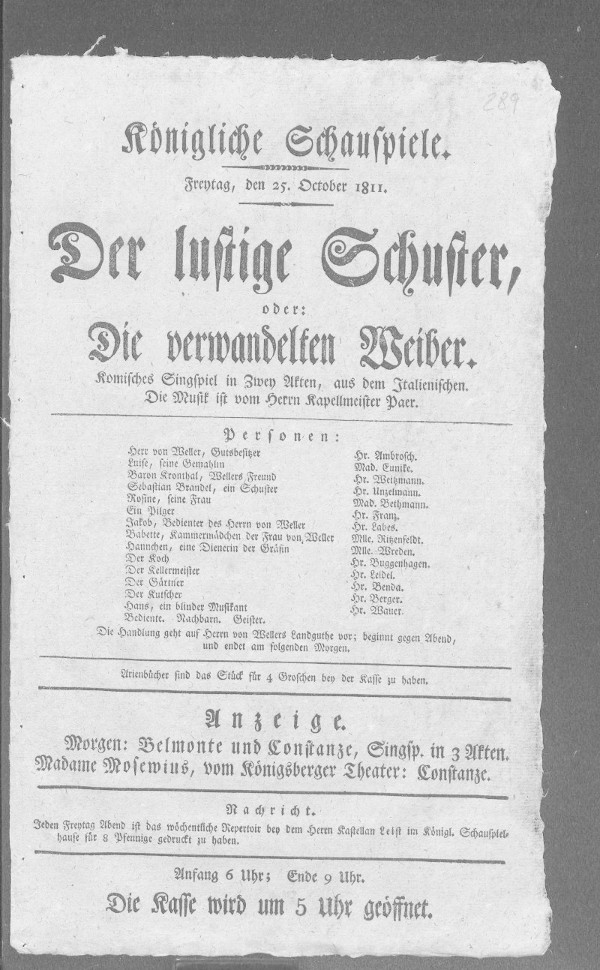 289
Königliche Schauspiele.
Freytag, den 25. October 1811.
Der lustige Schuster,
oder:
Die verwandelten Weiber.
Komisches Singspiel in Zwey Akten, aus dem Italienischen.
Die Musik ist vom Herrn Kapellmeister Paer.
Personen:
Herr von Weller, Gutsbesitzer Hr. Ambrosch.
Luise, seine Gemahlin Mad. Eunike.
Baron Kronthal, Wellers Freund Hr. Weitzmann.
Sebastian Brandel, ein Schuster Hr. Unzelmann.
Rosine, seine Frau Mad. Bethmann.
Ein Pilger Hr. Franz.
Jakob, Bedienter des Herrn von Weller Hr. Labes.
Babette, Kammermädchen der Frau von Weller Mlle. Ritzenfeldt.
Hannchen, eine Dienerin der Gräfin Mlle. Wreden.
Der Koch Hr. Buggenhagen.
Der Kellermeister Hr. Leidel.
Der Gärtner Hr. Benda.
Der Kutscher Hr. Berger.
Hans, ein blinder Musikant Hr. Wauer.
Bediente. Nachbarn. Geister.
Die Handlung geht auf Herrn von Wellers Landguthe vor; beginnt gegen Abend,
und endet am folgenden Morgen.
Arienbücher sind das Stück für 4 Groschen bey der Kasse zu haben.
Anzeige.
Morgen: Belmonte und Constanze, Singsp. in 3 Akten.
Madame Mosewius, vom Königsberger Theater: Constanze.
Nachricht.
Jeden Freytag Abend ist das wöchentliche Repertoir bey dem Herrn Kastellan Leist im Königl. Schauspiel-
hause für 8 Pfennige gedruckt zu haben.
Anfang 6 Uhr; Ende 9 Uhr.
Die Kasse wird um 5 Uhr geöffnet.